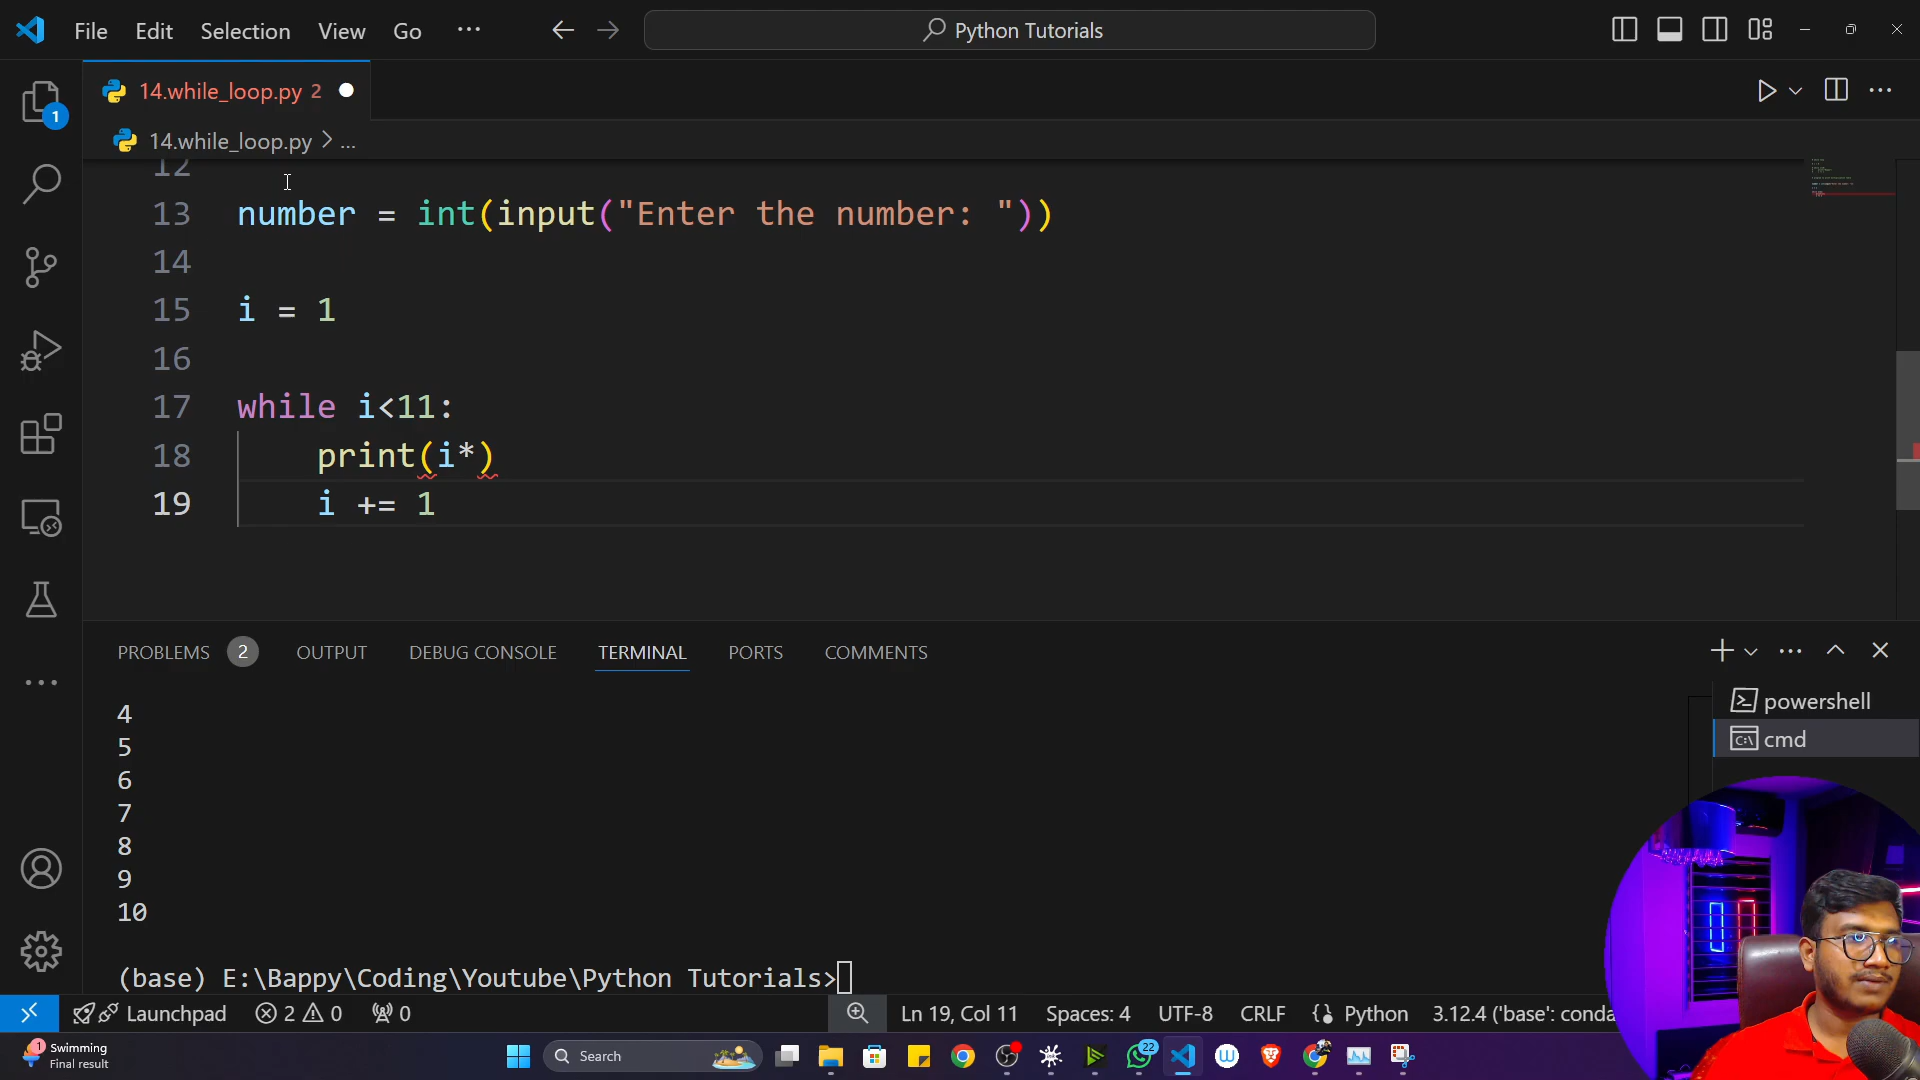 File Edit Selection View Go ... Python Tutorials
14.while_loop.py 2
1
14.while_loop.py > ...
12
13 number = int(input("Enter the number: "))
14
15 i = 1
16
17 while i<11:
18 print(i*)
19 i += 1
PROBLEMS 2 OUTPUT DEBUG CONSOLE TERMINAL PORTS COMMENTS
4
5
6
7
8
9
10
(base) E:\Bappy\Coding\Youtube\Python Tutorials>
powershell
cmd
Launchpad 2 0 0 Ln 19, Col 11 Spaces: 4 UTF-8 CRLF {} Python 3.12.4 ('base': conda
1 Swimming
Final result
Search
22